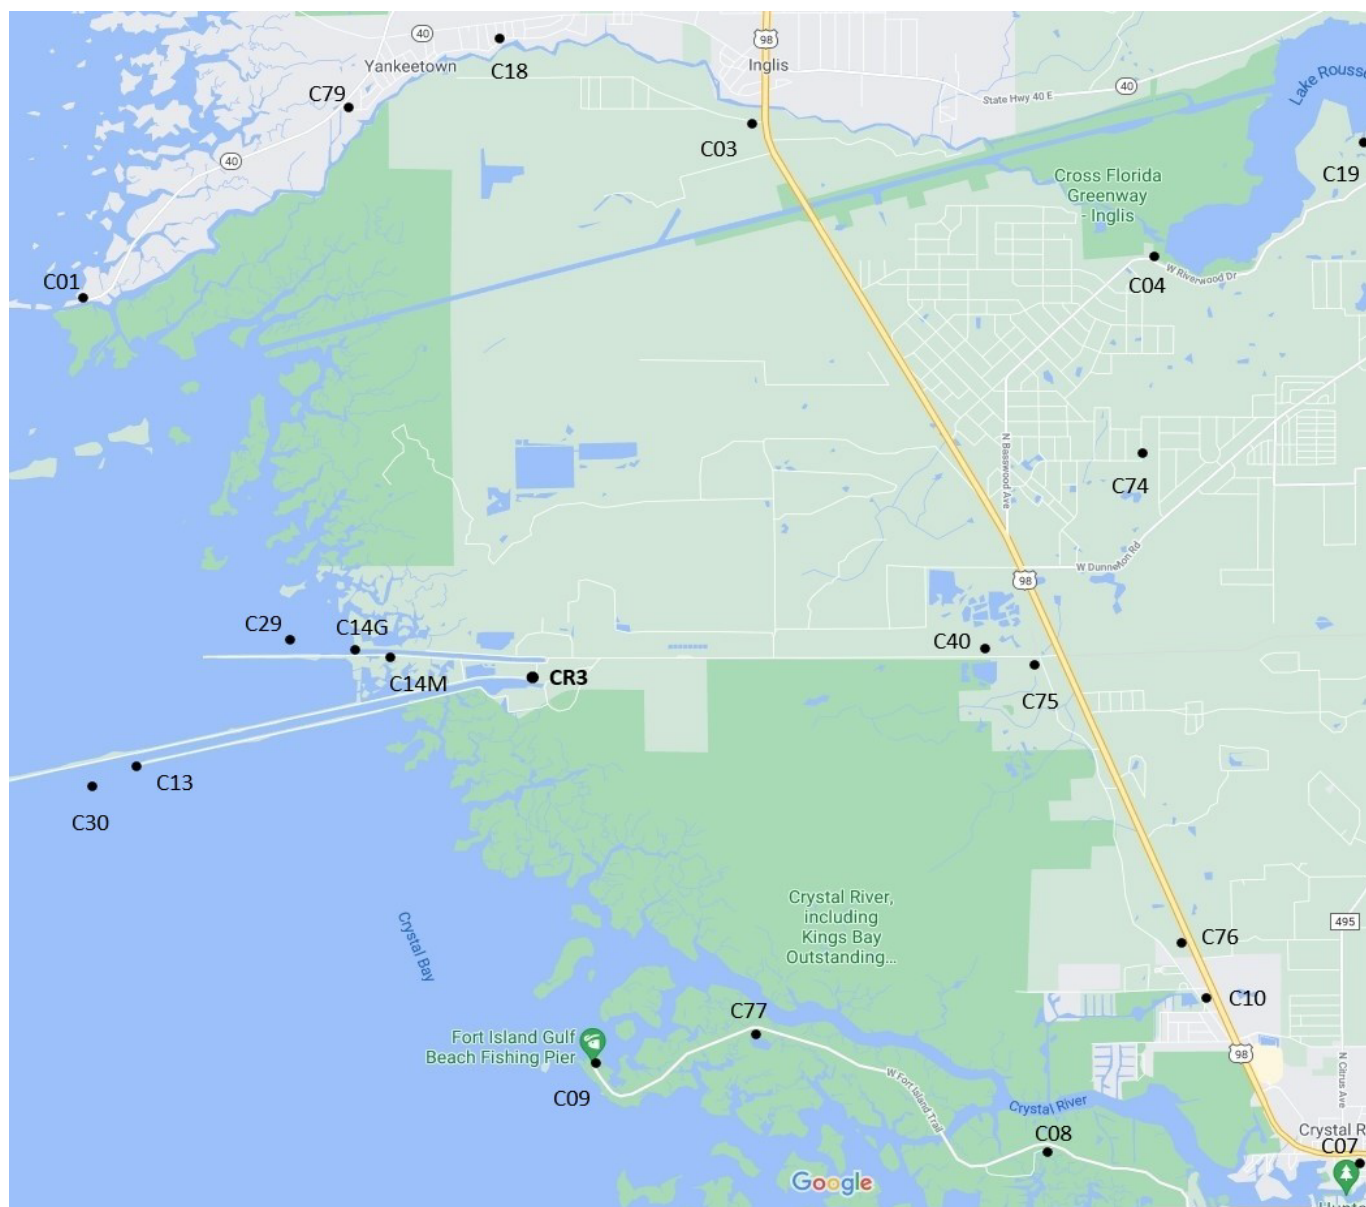 40
C18
98
Yankeetown
Inglis
C79
State Hwy 40 E
40
Lake Rousse
C03
40
C19
Cross Florida
Greenway
- Inglis
C01
C04
W Riverwood Dr
N Basswood Ave
C74
W Dunnellon Rd
98
C29
C14G
C40
C14M
CR3
C75
C13
C30
Crystal River,
including
Kings Bay
Outstanding...
495
Crystal Bay
C76
C10
C77
Fort Island Gulf
Beach Fishing Pier
98
N Citrus Ave
W Fort Island Trail
C09
Crystal River
C08
Crystal R
C07
Google